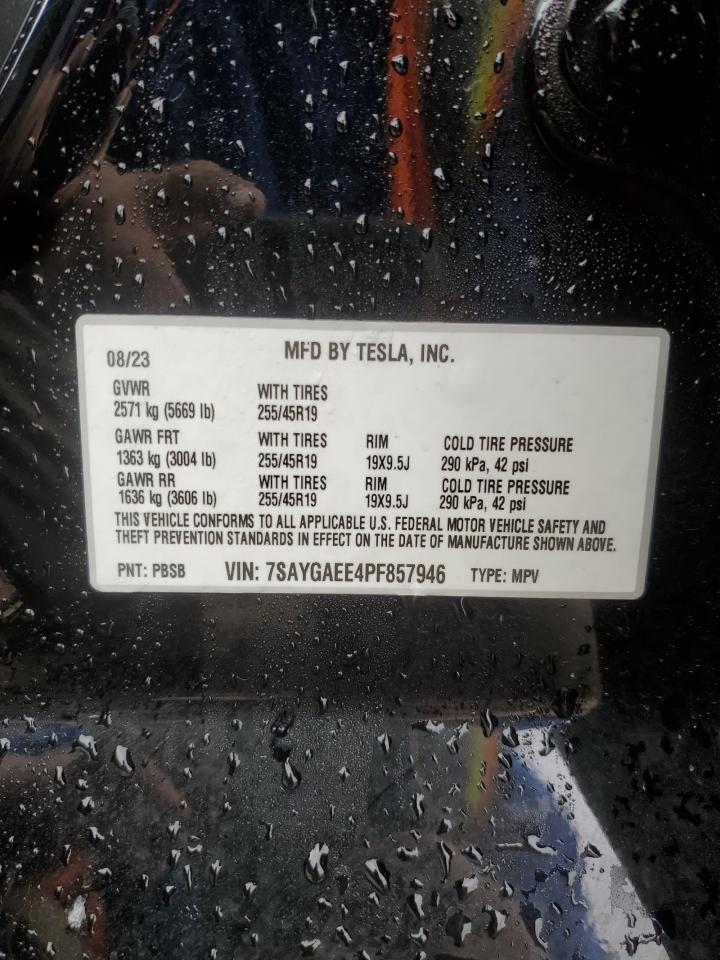 08/23 MFD BY TESLA, INC.
GVWR WITH TIRES
2571 kg (5669 lb) 255/45R19
GAWR FRT WITH TIRES RIM COLD TIRE PRESSURE
1363 kg (3004 lb) 255/45R19 19X9.5J 290 kPa, 42 psi
GAWR RR WITH TIRES RIM COLD TIRE PRESSURE
1636 kg (3606 lb) 255/45R19 19X9.5J 290 kPa, 42 psi
THIS VEHICLE CONFORMS TO ALL APPLICABLE U.S. FEDERAL MOTOR VEHICLE SAFETY AND
THEFT PREVENTION STANDARDS IN EFFECT ON THE DATE OF MANUFACTURE SHOWN ABOVE.
PNT: PBSB VIN: 7SAYGAEE4PF857946 TYPE: MPV